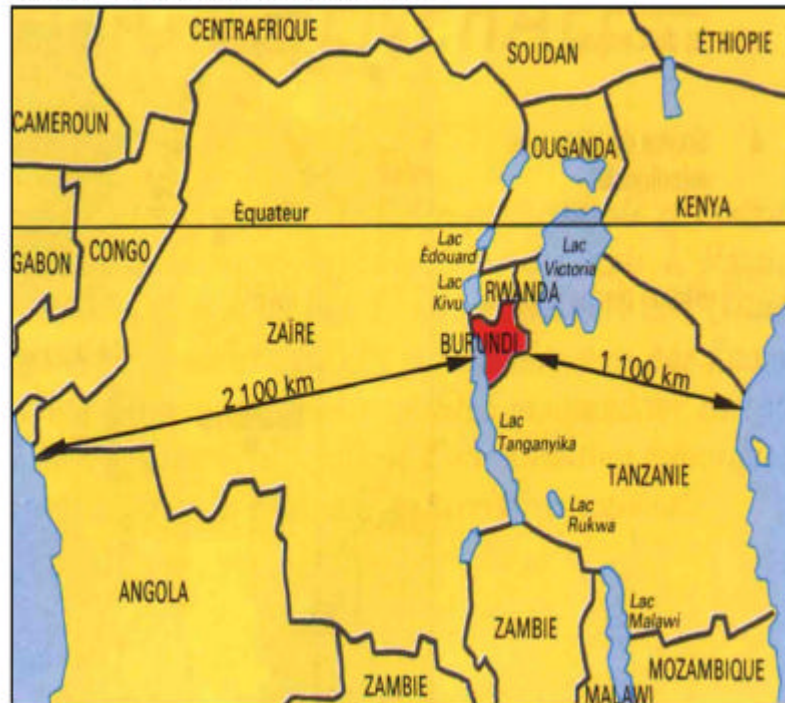 CENTRAFRIQUE
SOUDAN
ÉTHIOPIE
CAMEROUN
OUGANDA
KENYA
Équateur
GABON
CONGO
Lac
Édouard
Lac
Victoria
Lac
Kivu
RWANDA
ZAÏRE
BURUNDI
2 100 km
1 100 km
Lac
Tanganyika
TANZANIE
Lac
Rukwa
ANGOLA
Lac
Malawi
ZAMBIE
MOZAMBIQUE
ZAMBIE
MALAWI